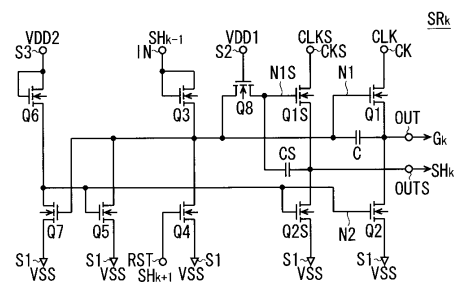 SRk
VDD2 SHk-1 VDD1 CLKS CLK
S3 IN S2 CKS CK
N1S N1
Q6 Q3 Q8 Q1S Q1
OUT
C Gk
CS SHk
OUTS
Q7 Q5 Q4 Q2S N2 Q2
S1 S1 RST S1 S1 S1
VSS VSS SHk+1 VSS VSS VSS